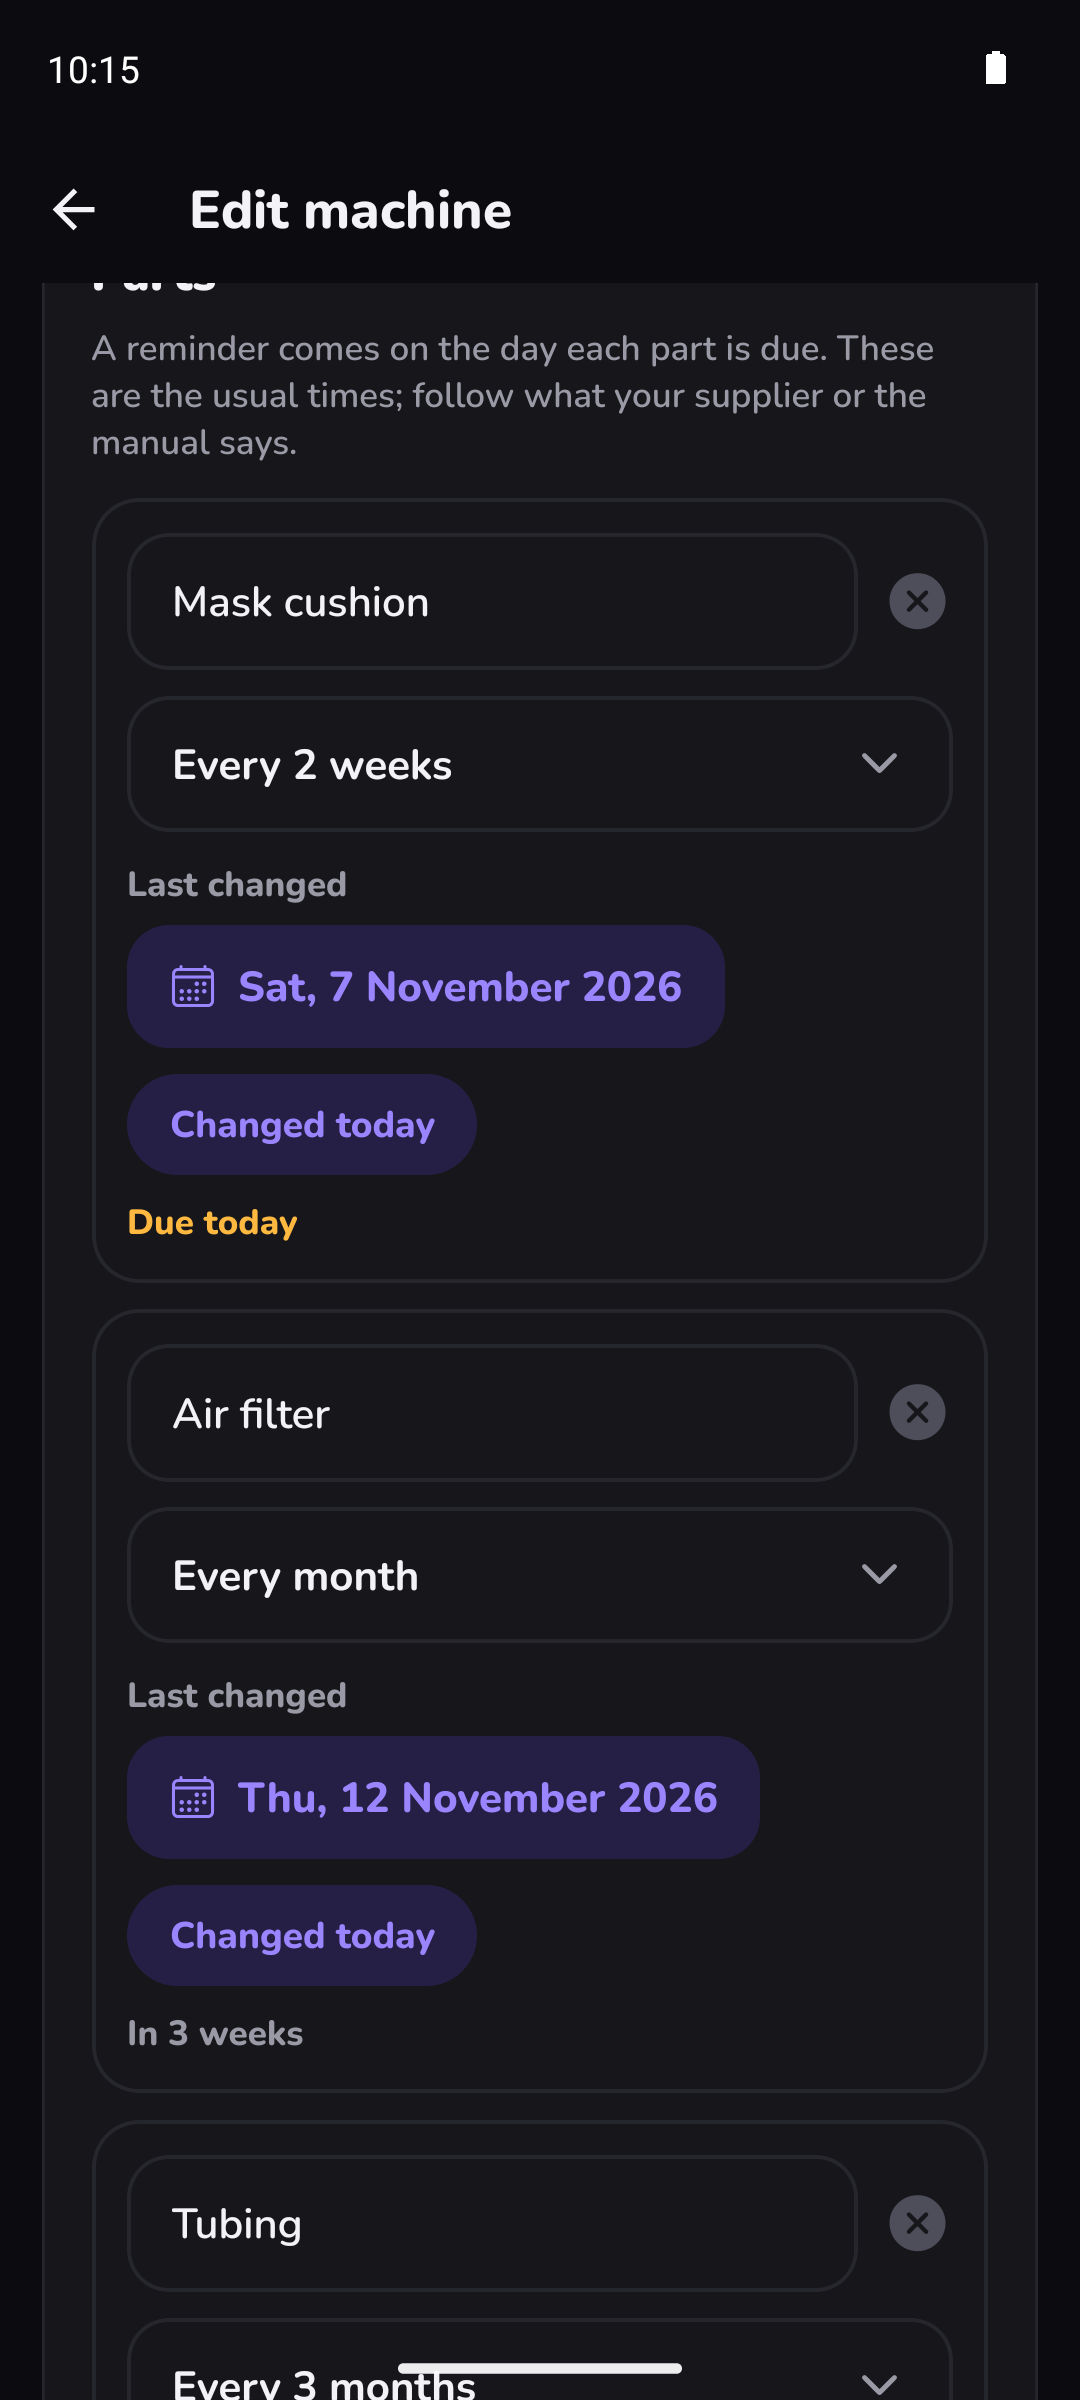 10:15
Edit machine
Parts
A reminder comes on the day each part is due. These
are the usual times; follow what your supplier or the
manual says.
Mask cushion
Every 2 weeks
Last changed
Sat, 7 November 2026
Changed today
Due today
Air filter
Every month
Last changed
Thu, 12 November 2026
Changed today
In 3 weeks
Tubing
Every 3 months